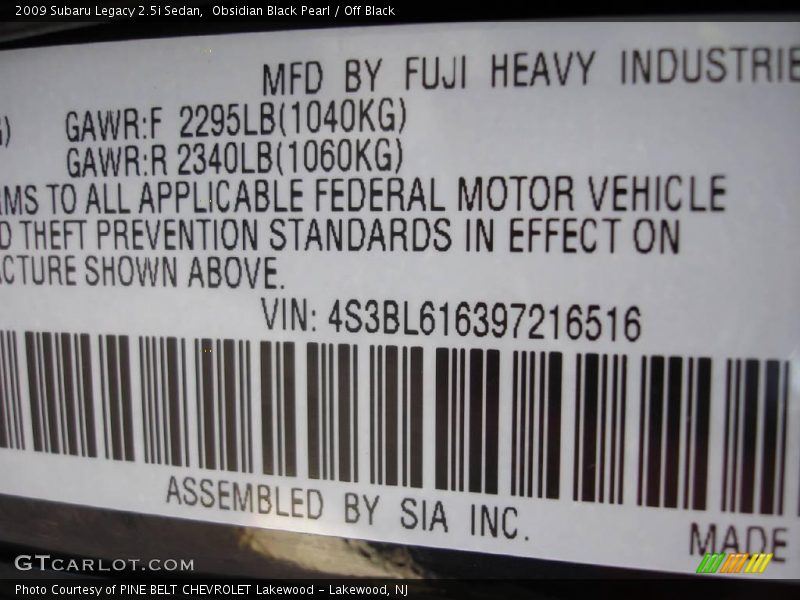 2009 Subaru Legacy 2.5i Sedan, Obsidian Black Pearl / Off Black
MFD BY FUJI HEAVY INDUSTRIE
G) GAWR:F 2295LB(1040KG)
GAWR:R 2340LB(1060KG)
RMS TO ALL APPLICABLE FEDERAL MOTOR VEHICLE
D THEFT PREVENTION STANDARDS IN EFFECT ON
CTURE SHOWN ABOVE.
VIN: 4S3BL616397216516
ASSEMBLED BY SIA INC.
MADE
GTCARLOT.COM
Photo Courtesy of PINE BELT CHEVROLET Lakewood - Lakewood, NJ